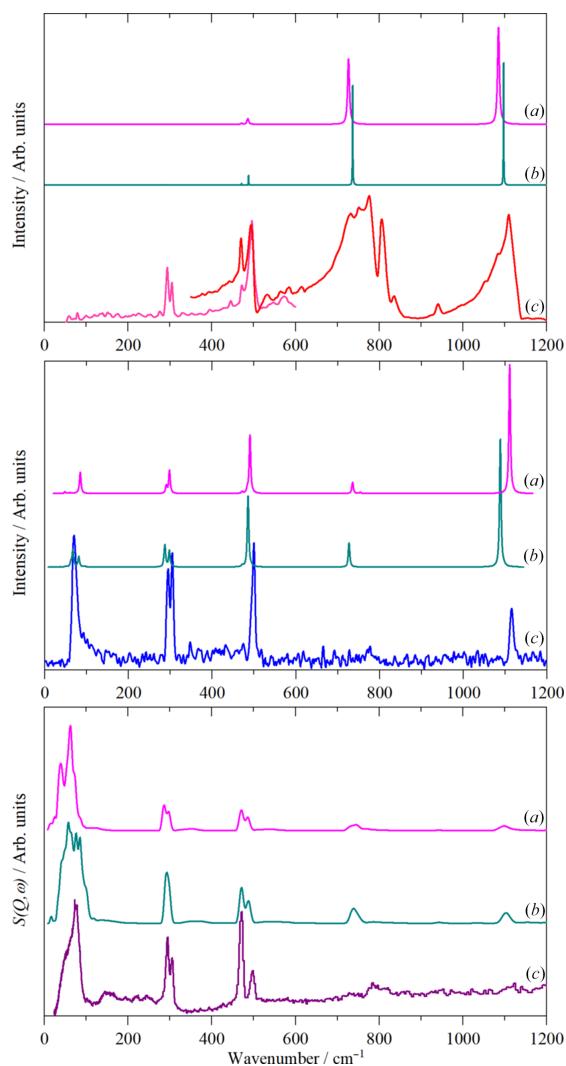 Intensity / Arb. units
(a)
(b)
(c)
0 200 400 600 800 1000 1200
Intensity / Arb. units
(a)
(b)
(c)
0 200 400 600 800 1000 1200
S(Q,ω) / Arb. units
(a)
(b)
(c)
0 200 400 600 800 1000 1200
Wavenumber / cm⁻¹